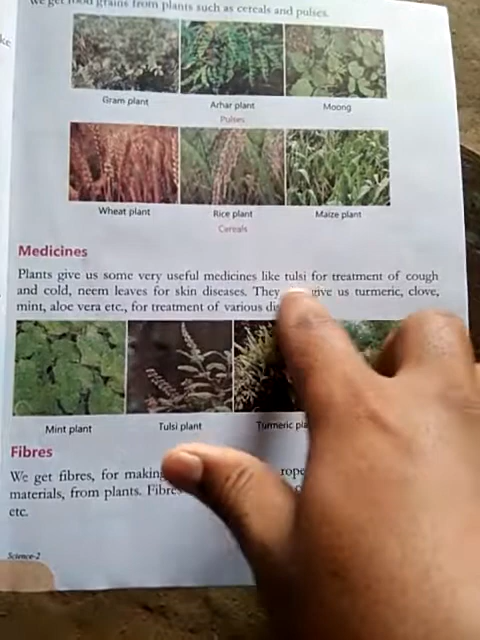 we get food grains from plants such as cereals and pulses.
Gram plant
Arhar plant
Moong
Pulses
Wheat plant
Rice plant
Maize plant
Cereals
Medicines
Plants give us some very useful medicines like tulsi for treatment of cough
and cold, neem leaves for skin diseases. They give us turmeric, clove,
mint, aloe vera etc., for treatment of various
Mint plant
Tulsi plant
Turmeric
Fibres
We get fibres, for making rope
materials, from plants.
etc.
Science-2